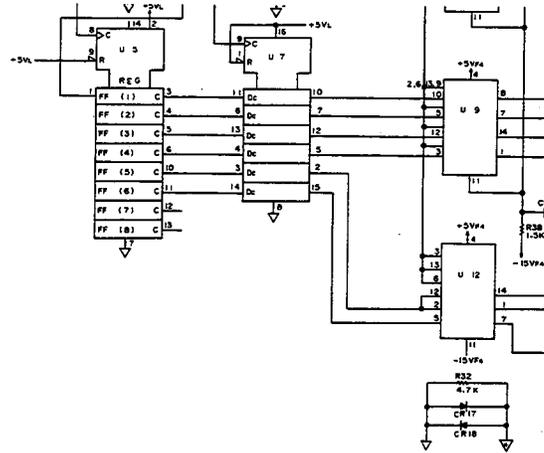 +5VL
+5VL
11
14 2
16
8 C
9 C
+5VF4
+5VL
9 R
U 5
1 R
U 7
4
REG
2,6,13,9
1 FF (1) C 3
11 Dc 10
10
U 9
8
FF (2) C 4
6 Dc 7
5
7
FF (3) C 5
13 Dc 12
12
14
FF (4) C 6
4 Dc 5
3
1
FF (5) C 10
3 Dc 2
11
FF (6) C 11
14 Dc 15
FF (7) C 12
8
C
FF (8) C 13
+5VF4
R38
1.5K
7
4
-15VF4
3
13
U 12
6
12
14
2
1
5
7
11
-15VF4
R32
4.7K
CR17
CR18